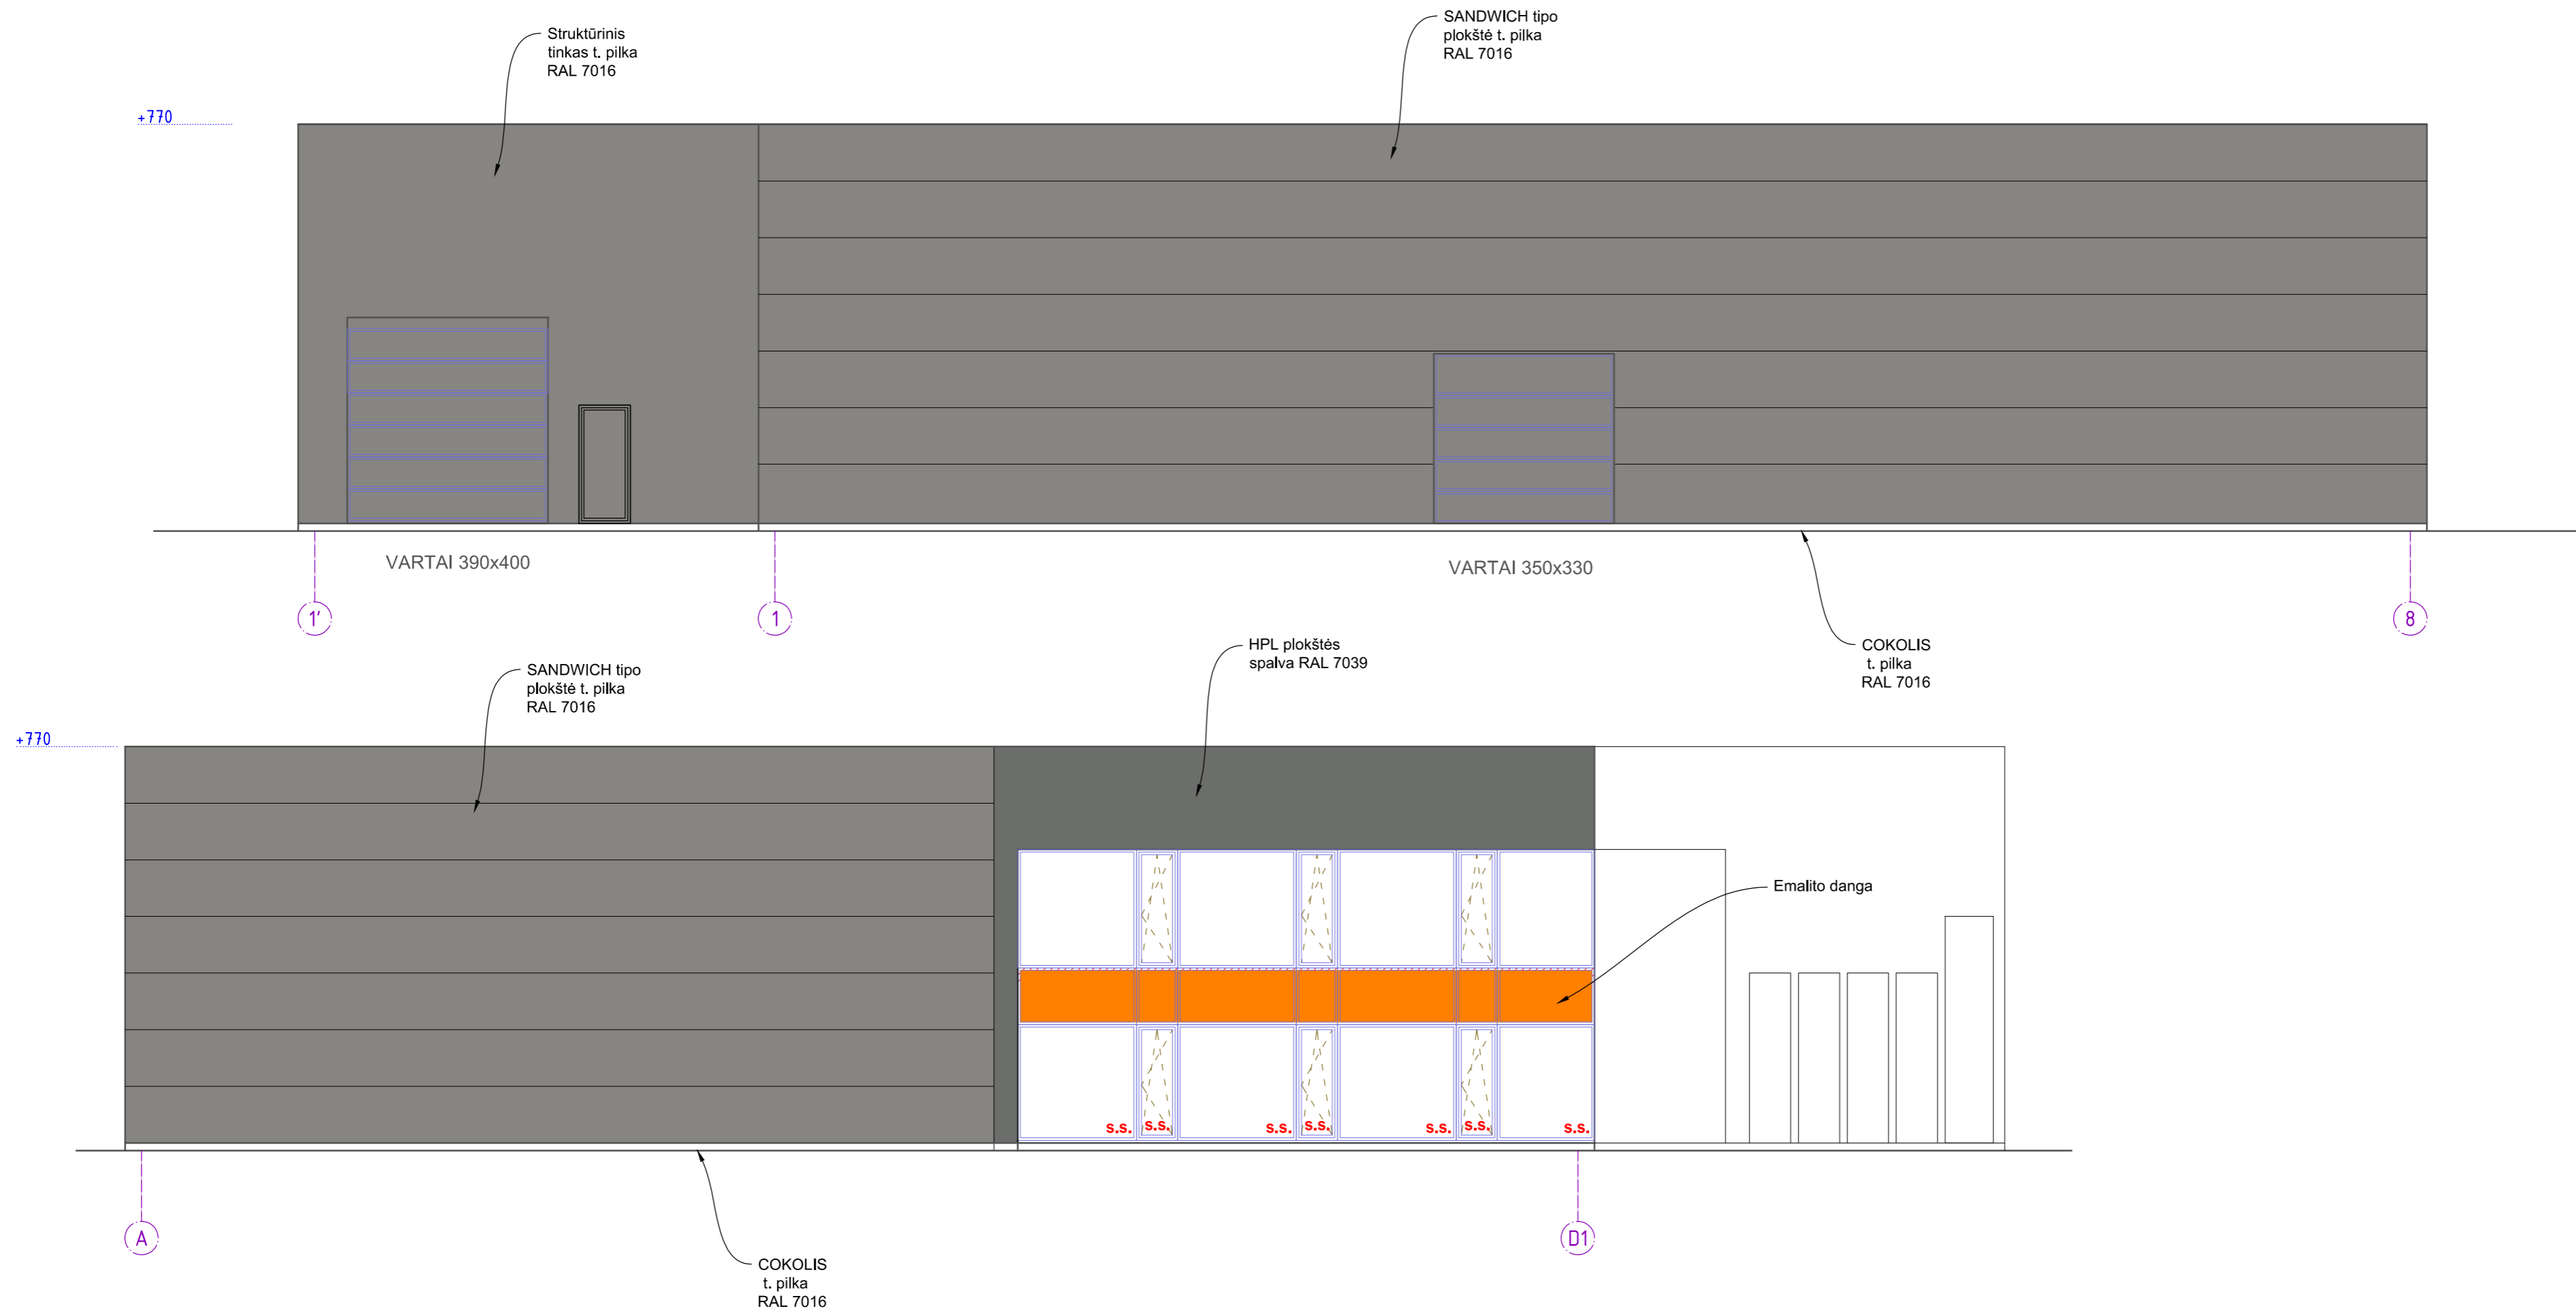 Struktūrinis
tinkas t. pilka
RAL 7016
SANDWICH tipo
plokštė t. pilka
RAL 7016
+770
VARTAI 390x400
VARTAI 350x330
1'
1
8
COKOLIS
t. pilka
RAL 7016
HPL plokštės
spalva RAL 7039
SANDWICH tipo
plokštė t. pilka
RAL 7016
+770
Emalito danga
s.s. s.s. s.s. s.s. s.s. s.s. s.s.
A
D1
COKOLIS
t. pilka
RAL 7016